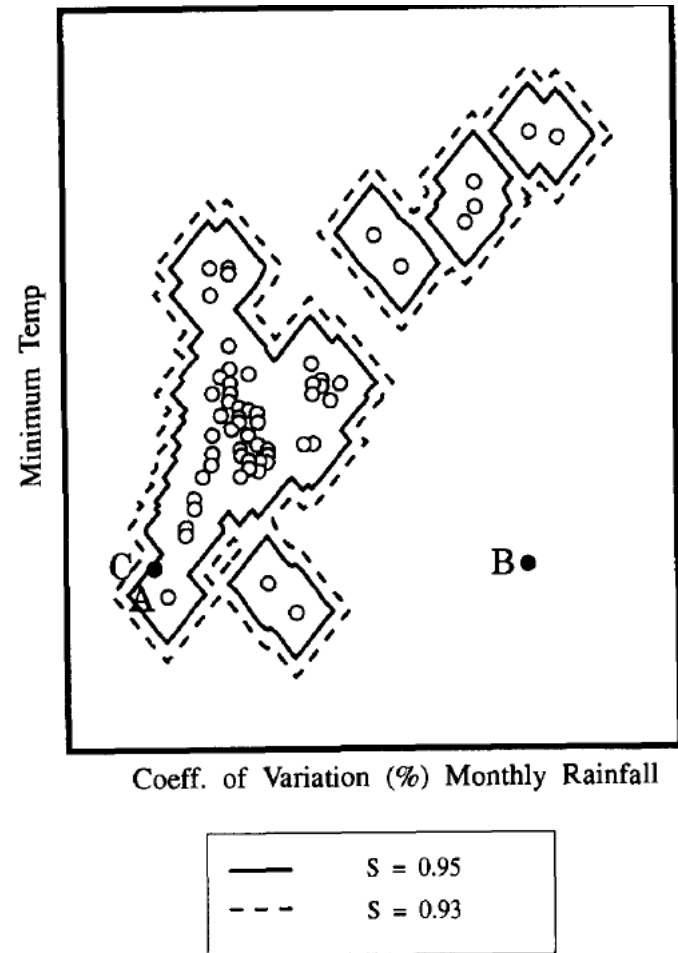 Minimum Temp
C
A
B
Coeff. of Variation (%) Monthly Rainfall
S = 0.95
S = 0.93